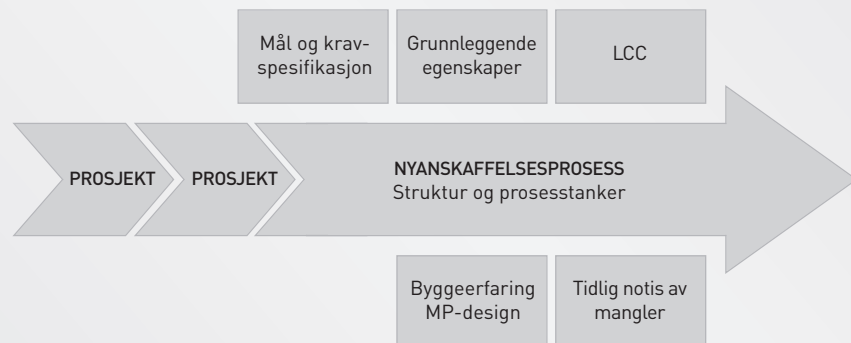 Mål og krav-
spesifikasjon
Grunnleggende
egenskaper
LCC
PROSJEKT
PROSJEKT
NYANSKAFFELSESPROSESS
Struktur og prosesstanker
Byggeerfaring
MP-design
Tidlig notis av
mangler